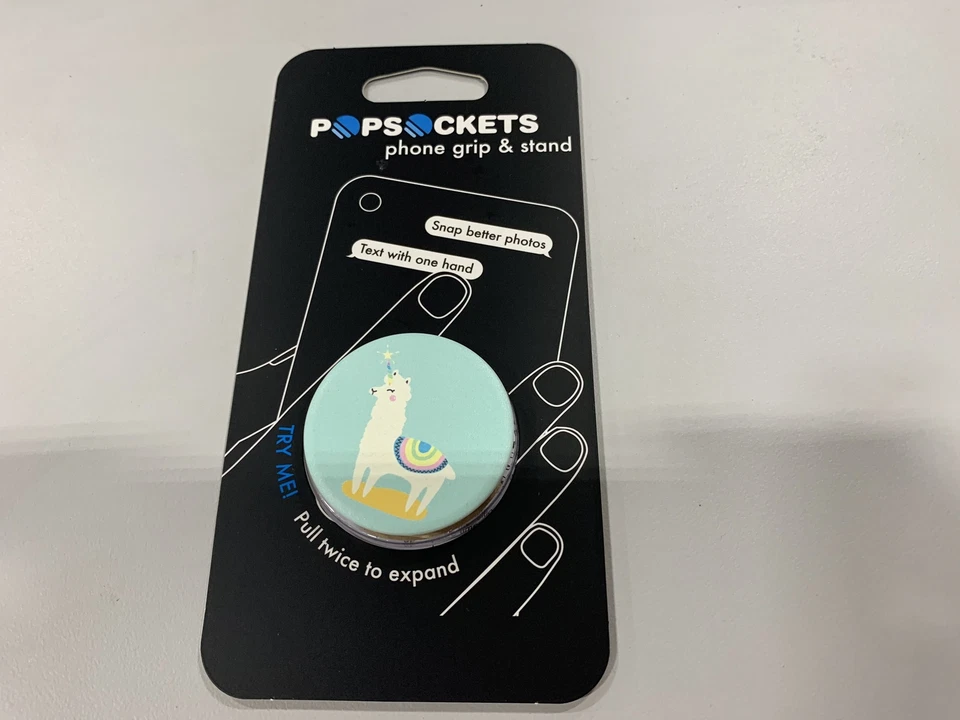 POPSOCKETS
phone grip & stand
Snap better photos
Text with one hand
TRY ME!
Pull twice to expand